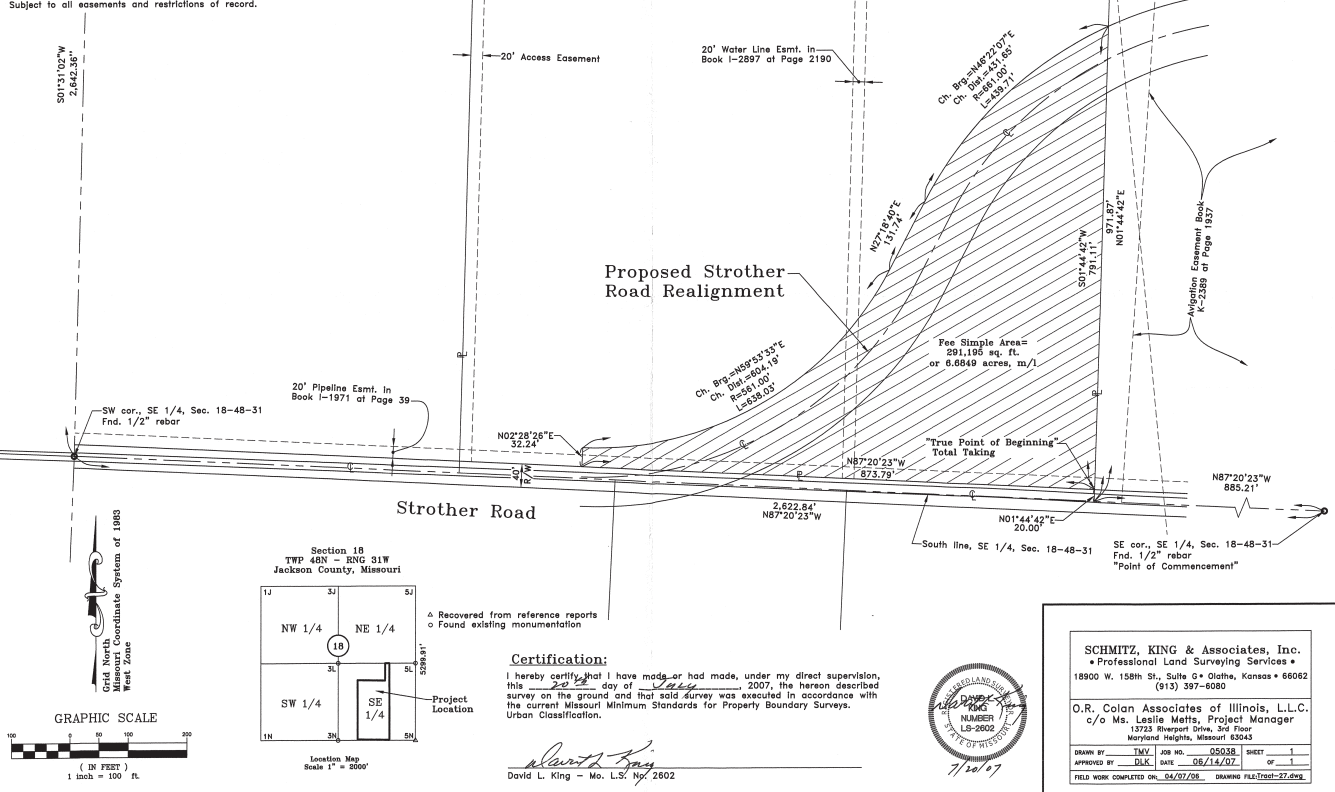 Subject to all easements and restrictions of record.
S01°31'02"W
2,642.36'
20' Access Easement
20' Water Line Esmt. in
Book I-2897 at Page 2190
Ch. Brg.=N46°22'07"E
Ch. Dist.=431.65'
R=661.00'
L=439.71'
N27°18'40"E
131.74'
S01°44'42"W
791.11'
971.87'
N01°44'42"E
Avigation Easement Book
K-2389 at Page 1937
Proposed Strother
Road Realignment
Fee Simple Area=
291,195 sq. ft.
or 6.6849 acres, m/l
Ch. Brg.=N59°53'33"E
Ch. Dist.=604.19'
R=561.00'
L=638.03'
20' Pipeline Esmt. in
Book I-1971 at Page 39
SW cor., SE 1/4, Sec. 18-48-31
Fnd. 1/2" rebar
N02°28'26"E
32.24'
"True Point of Beginning"
Total Taking
N87°20'23"W
873.79'
40'
R/W
N87°20'23"W
885.21'
Strother Road
2,622.84'
N87°20'23"W
N01°44'42"E
20.00'
South line, SE 1/4, Sec. 18-48-31
SE cor., SE 1/4, Sec. 18-48-31
Fnd. 1/2" rebar
"Point of Commencement"
Grid North
Missouri Coordinate System of 1983
West Zone
GRAPHIC SCALE
100 0 50 100 200
( IN FEET )
1 inch = 100 ft.
Section 18
TWP 48N - RNG 31W
Jackson County, Missouri
1J 3J 5J
NW 1/4 NE 1/4
18
3L 5L
5299.91'
SW 1/4 SE
1/4
1N 3N 5N
Project
Location
Location Map
Scale 1" = 2000'
△ Recovered from reference reports
○ Found existing monumentation
Certification:
I hereby certify that I have made or had made, under my direct supervision,
this 20th day of July, 2007, the hereon described
survey on the ground and that said survey was executed in accordance with
the current Missouri Minimum Standards for Property Boundary Surveys.
Urban Classification.
David L. King
David L. King - Mo. L.S. No. 2602
REGISTERED LAND SURVEYOR
DAVID L.
KING
NUMBER
LS-2602
STATE OF MISSOURI
7/20/07
SCHMITZ, KING & Associates, Inc.
• Professional Land Surveying Services •
18900 W. 158th St., Suite G • Olathe, Kansas • 66062
(913) 397-6080
O.R. Colan Associates of Illinois, L.L.C.
c/o Ms. Leslie Metts, Project Manager
13723 Riverport Drive, 3rd Floor
Maryland Heights, Missouri 63043
DRAWN BY TMV JOB NO. 05038 SHEET 1
APPROVED BY DLK DATE 06/14/07 OF 1
FIELD WORK COMPLETED ON: 04/07/06 DRAWING FILE: Tract-27.dwg